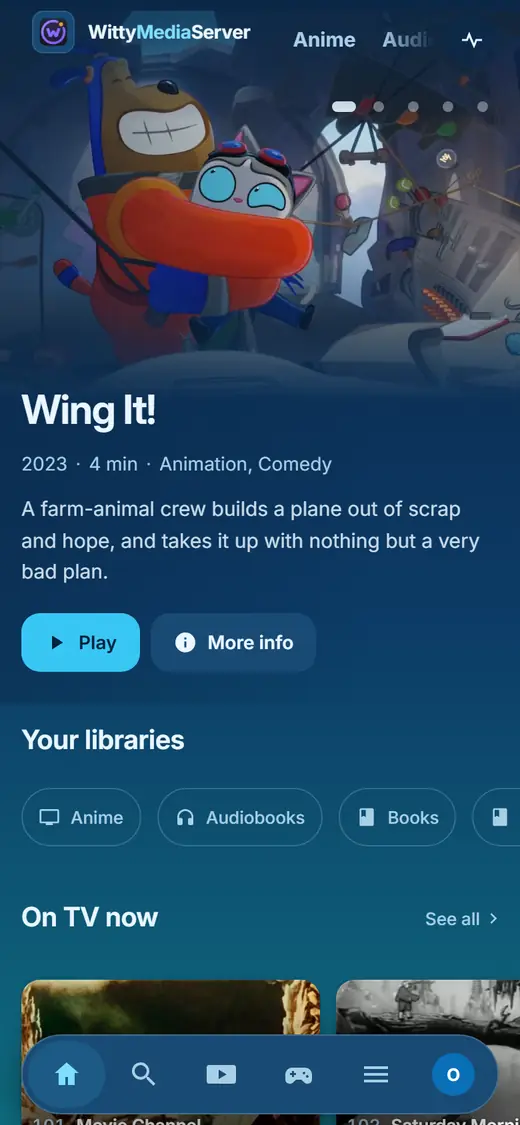 WittyMediaServer
Anime
Wing It!
2023 · 4 min · Animation, Comedy
A farm-animal crew builds a plane out of scrap
and hope, and takes it up with nothing but a very
bad plan.
Play
More info
Your libraries
Anime
Audiobooks
Books
On TV now
See all
O